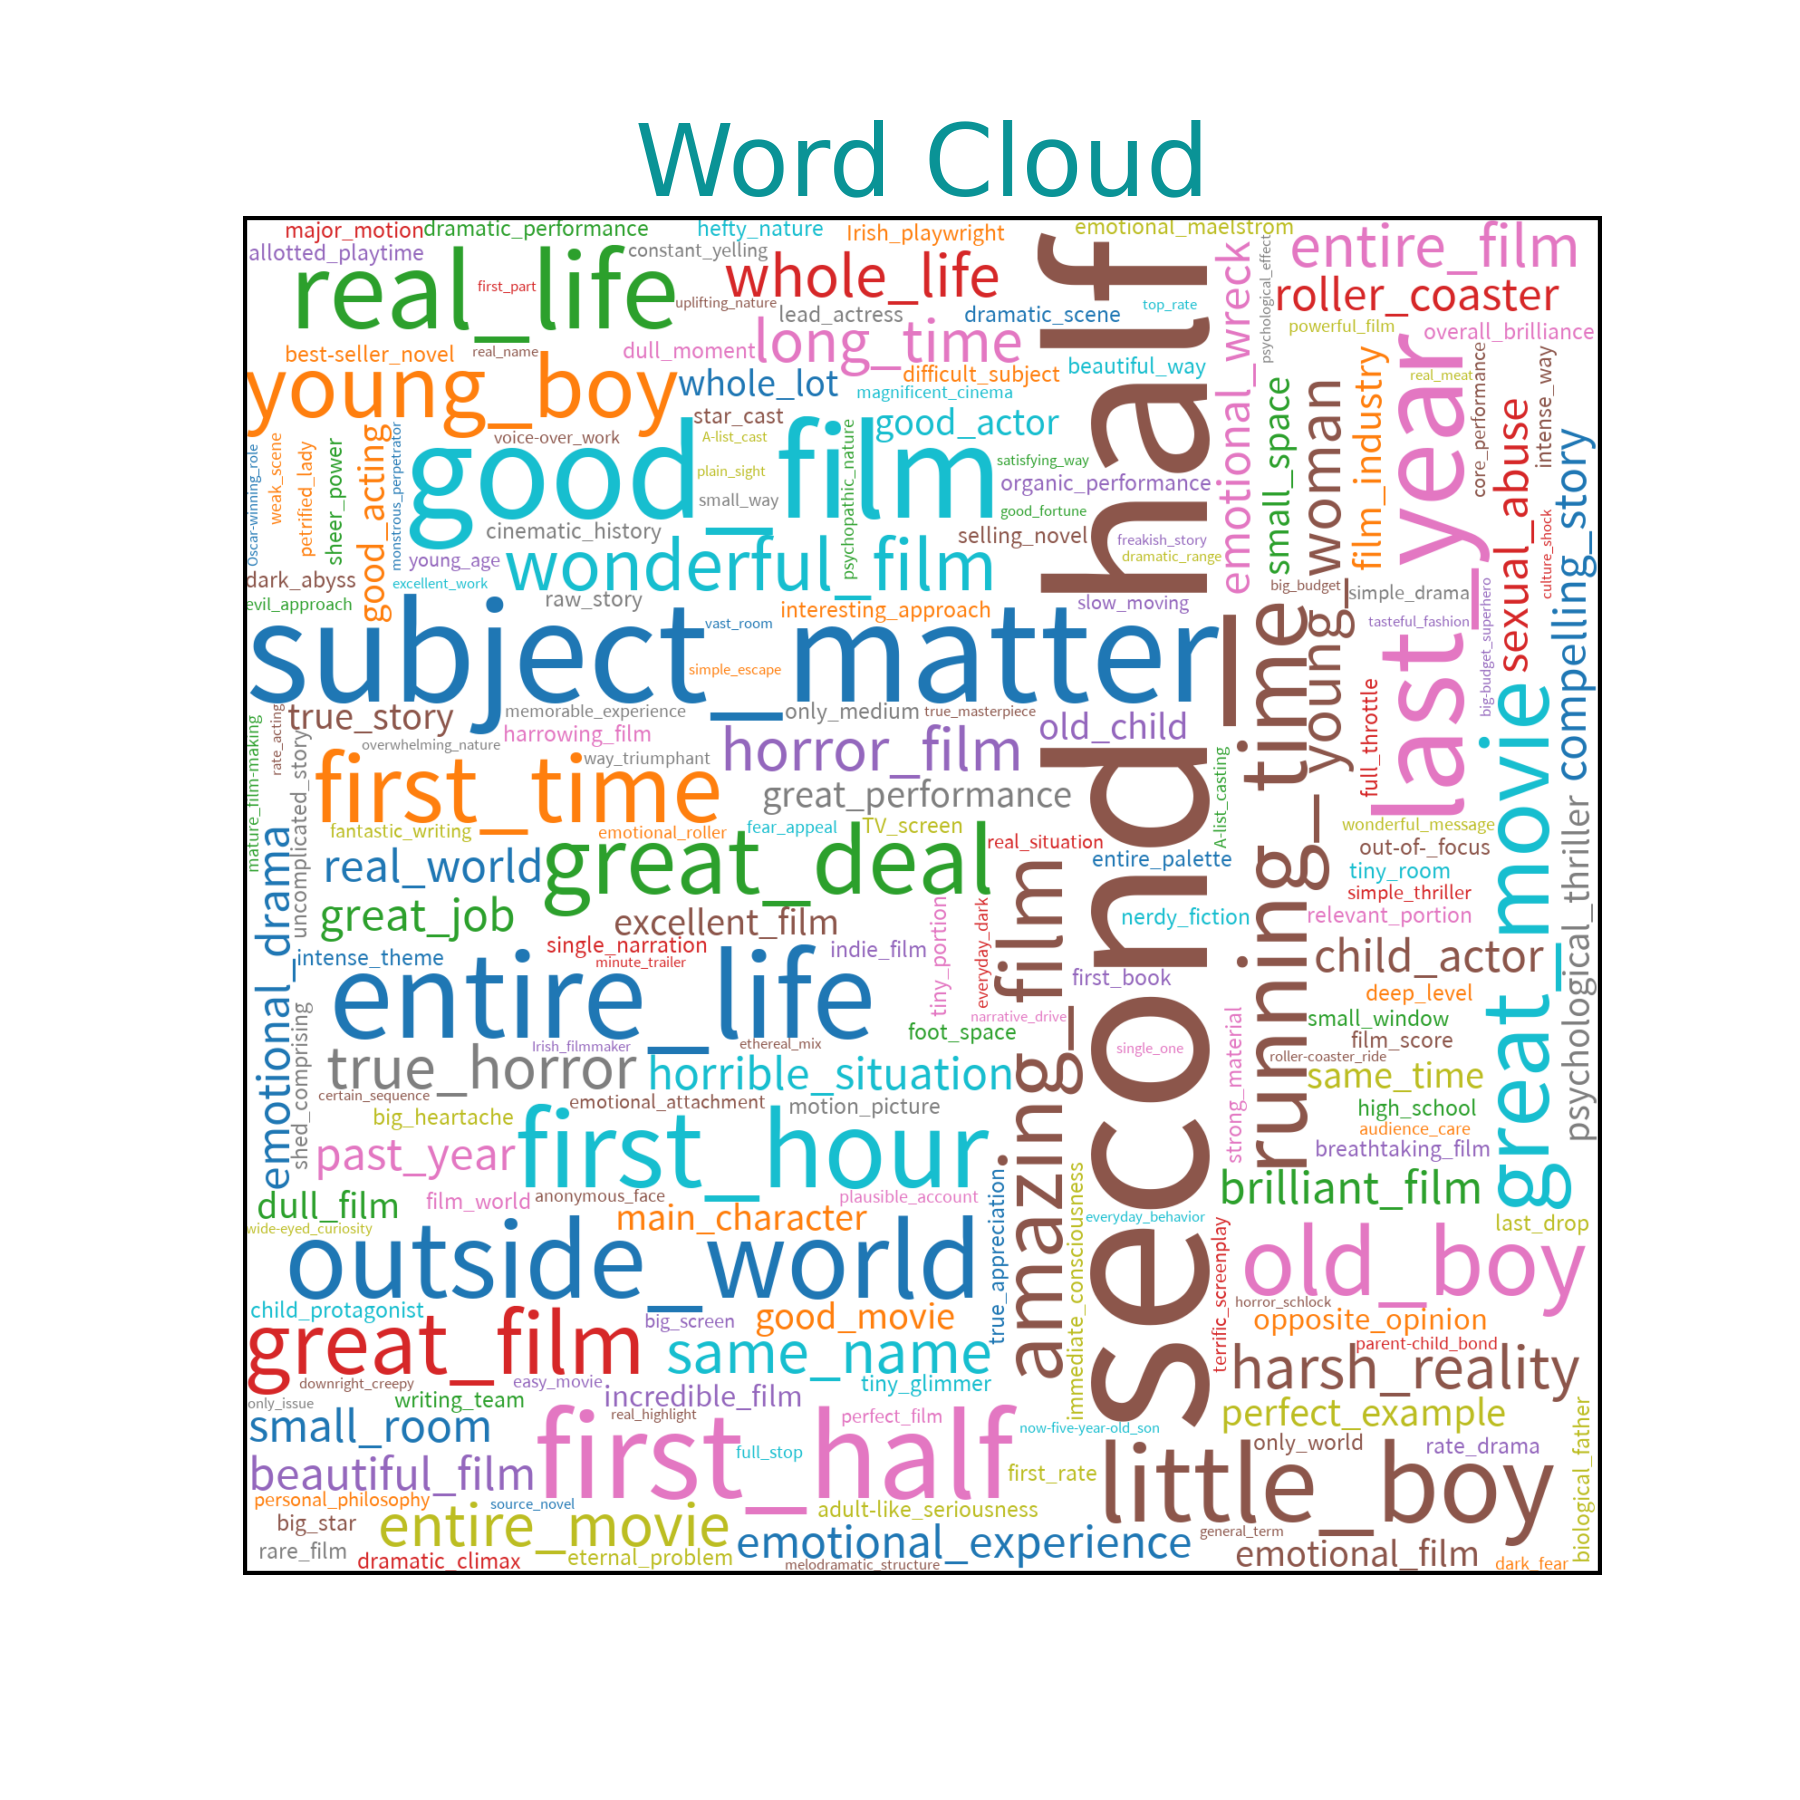 Word Cloud
major_motion
dramatic_performance
hefty_nature
Irish_playwright
emotional_maelstrom
allotted_playtime
real_life
constant_yelling
whole_life
second_half
emotional_wreck
psychological_effect
entire_film
first_part
uplifting_nature
roller_coaster
lead_actress
dramatic_scene
top_rate
powerful_film
overall_brilliance
best-seller_novel
real_name
dull_moment
long_time
difficult_subject
beautiful_way
young_boy
whole_lot
magnificent_cinema
small_space
young_woman
film_industry
last_year
real_meat
core_performance
intense_way
voice-over_work
star_cast
A-list_cast
good_actor
sexual_abuse
compelling_story
Oscar-winning_role
weak_scene
petrified_lady
sheer_power
good_acting
monstrous_perpetrator
good_film
plain_sight
small_way
psychopathic_nature
satisfying_way
organic_performance
good_fortune
cinematic_history
selling_novel
freakish_story
dramatic_range
culture_shock
young_age
wonderful_film
dark_abyss
excellent_work
big_budget
simple_drama
big-budget_superhero
evil_approach
raw_story
interesting_approach
slow_moving
tasteful_fashion
subject_matter
vast_room
simple_escape
running_time
full_throttle
great_movie
true_story
memorable_experience
only_medium
true_masterpiece
old_child
mature_film-making
rate_acting
uncomplicated_story
overwhelming_nature
harrowing_film
way_triumphant
horror_film
A-list_casting
first_time
great_performance
psychological_thriller
fantastic_writing
emotional_roller
fear_appeal
TV_screen
real_situation
wonderful_message
emotional_drama
real_world
great_deal
entire_palette
out-of-_focus
tiny_room
simple_thriller
great_job
excellent_film
tiny_portion
everyday_dark
amazing_film
nerdy_fiction
relevant_portion
intense_theme
single_narration
minute_trailer
indie_film
first_book
child_actor
deep_level
shed_comprising
entire_life
narrative_drive
foot_space
strong_material
small_window
film_score
Irish_filmmaker
ethereal_mix
single_one
roller-coaster_ride
true_horror
horrible_situation
same_time
certain_sequence
emotional_attachment
motion_picture
high_school
big_heartache
audience_care
past_year
first_hour
breathtaking_film
true_appreciation
immediate_consciousness
brilliant_film
dull_film
film_world
anonymous_face
plausible_account
wide-eyed_curiosity
main_character
everyday_behavior
terrific_screenplay
last_drop
outside_world
old_boy
child_protagonist
horror_schlock
great_film
big_screen
good_movie
opposite_opinion
same_name
parent-child_bond
harsh_reality
downright_creepy
easy_movie
tiny_glimmer
only_issue
writing_team
incredible_film
small_room
real_highlight
perfect_film
now-five-year-old_son
perfect_example
biological_father
first_half
full_stop
only_world
rate_drama
beautiful_film
first_rate
little_boy
personal_philosophy
source_novel
adult-like_seriousness
big_star
entire_movie
emotional_experience
general_term
rare_film
dramatic_climax
eternal_problem
melodramatic_structure
emotional_film
dark_fear